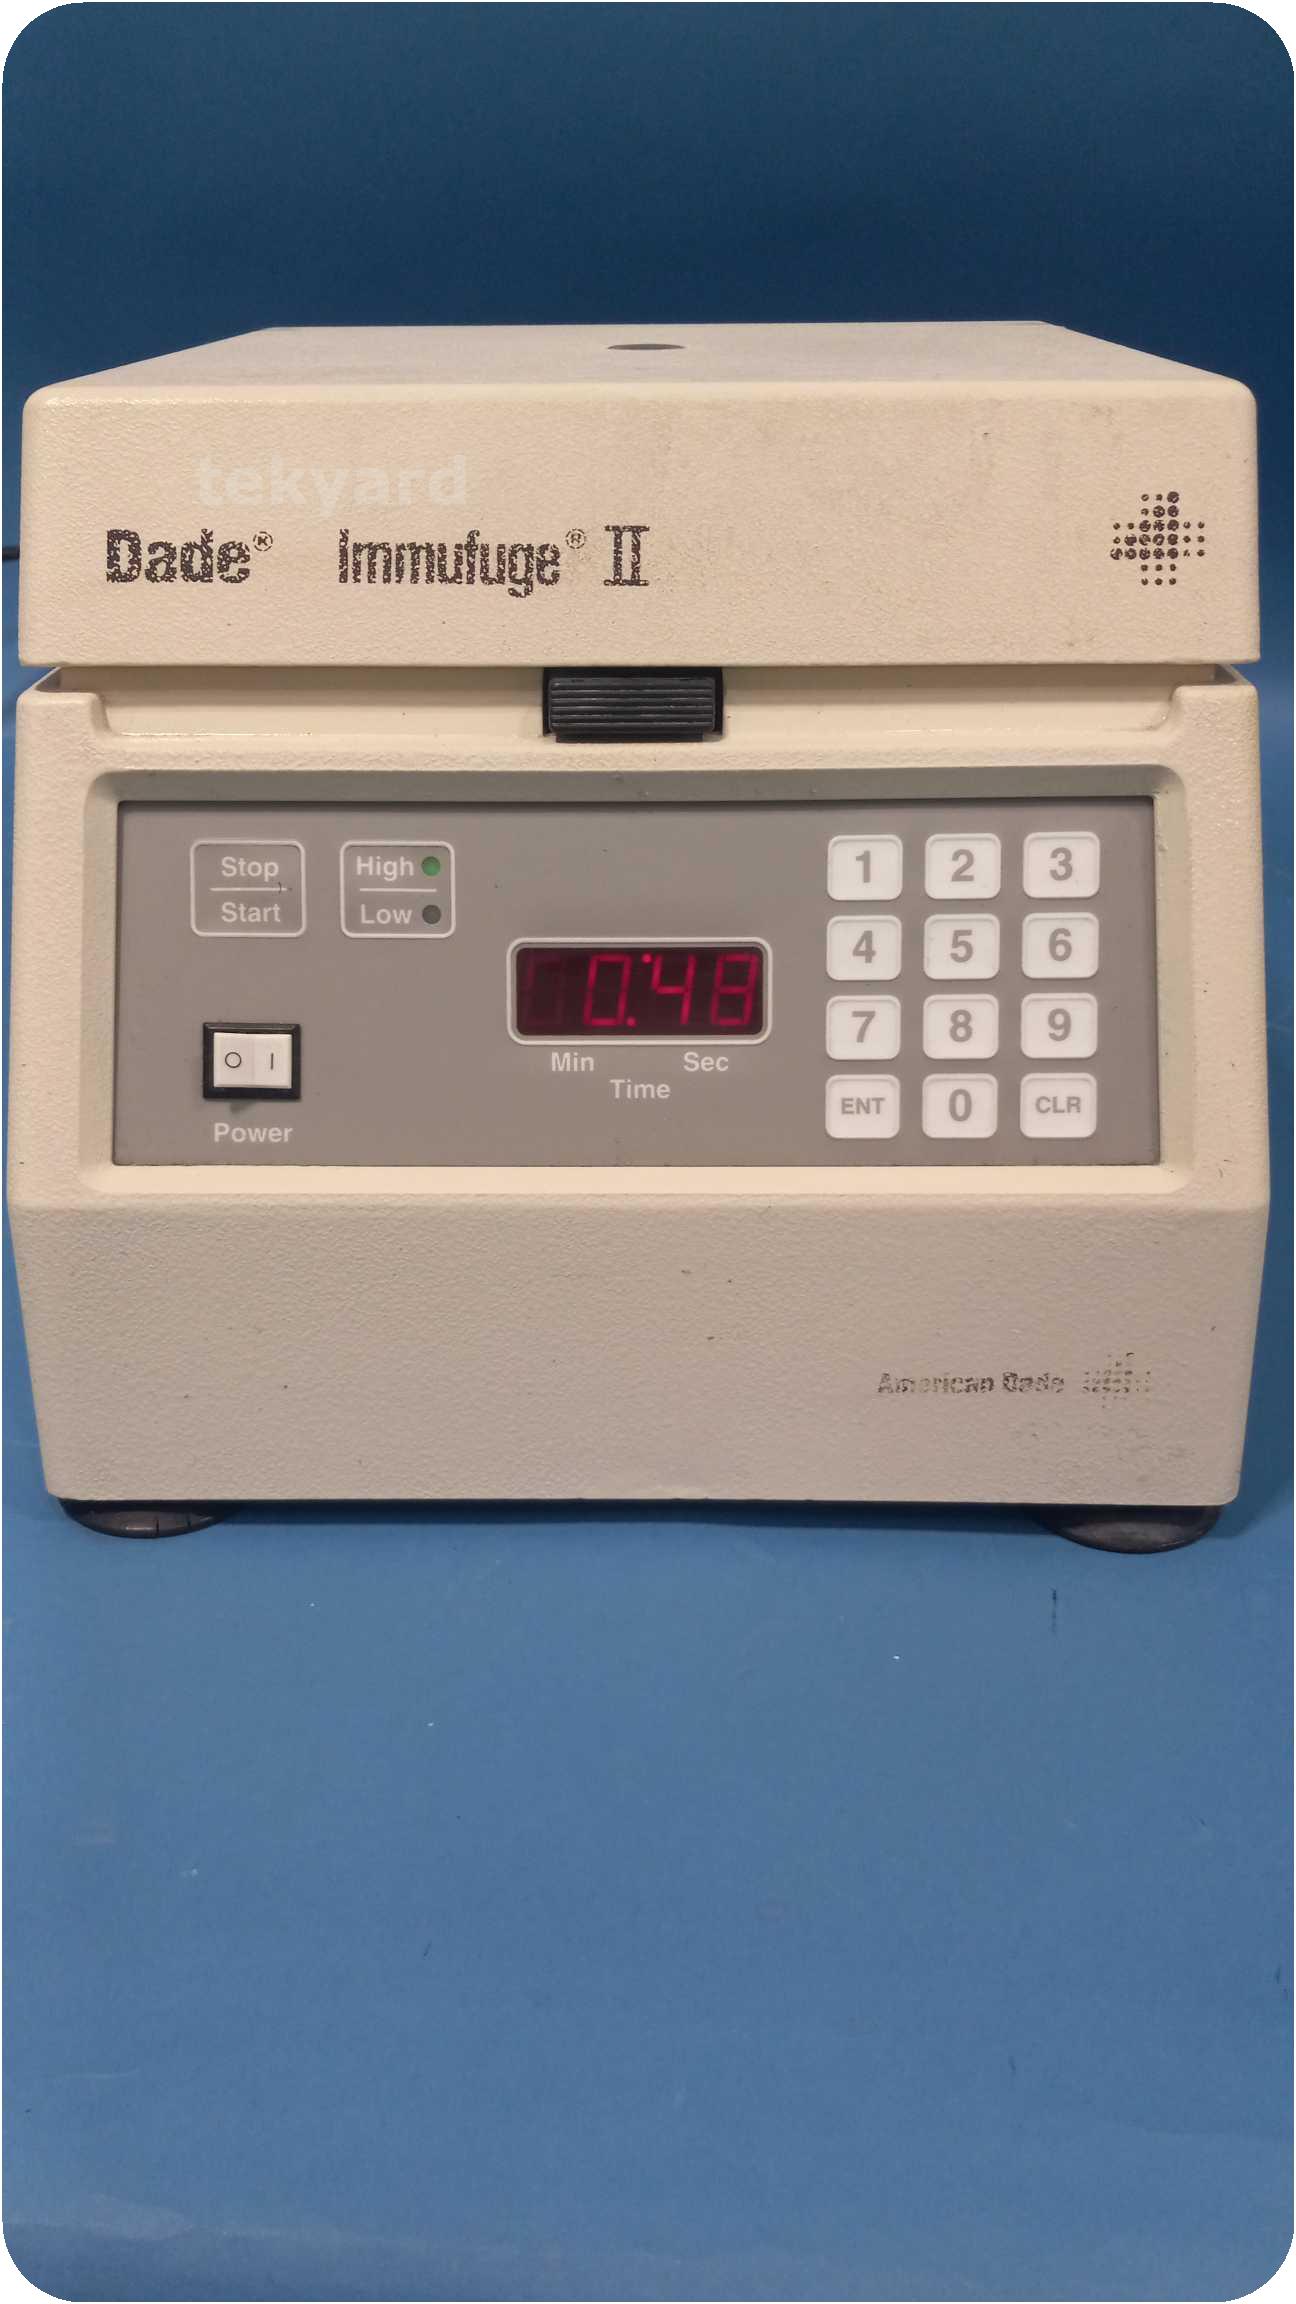 tekyard
Dade® Immufuge® II
Stop
Start
High
Low
0:48
Min Sec
Time
Power
1 2 3
4 5 6
7 8 9
ENT 0 CLR
O I
American Dade